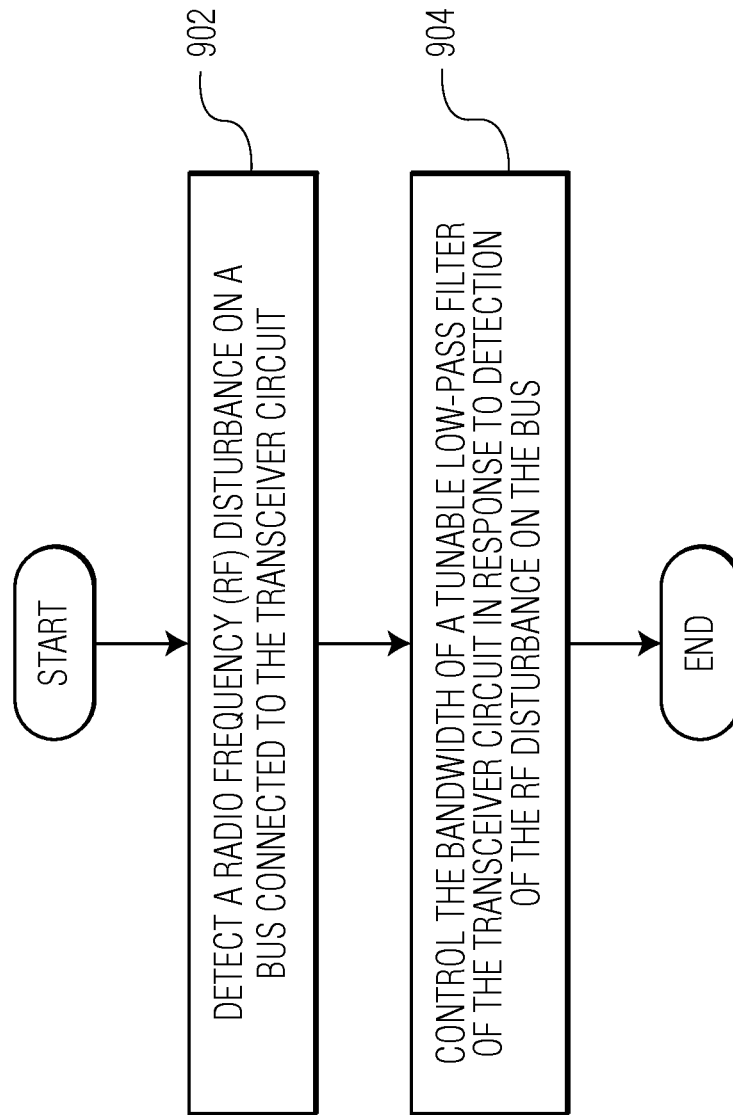 START
DETECT A RADIO FREQUENCY (RF) DISTURBANCE ON A
BUS CONNECTED TO THE TRANSCEIVER CIRCUIT
902
CONTROL THE BANDWIDTH OF A TUNABLE LOW-PASS FILTER
OF THE TRANSCEIVER CIRCUIT IN RESPONSE TO DETECTION
OF THE RF DISTURBANCE ON THE BUS
904
END